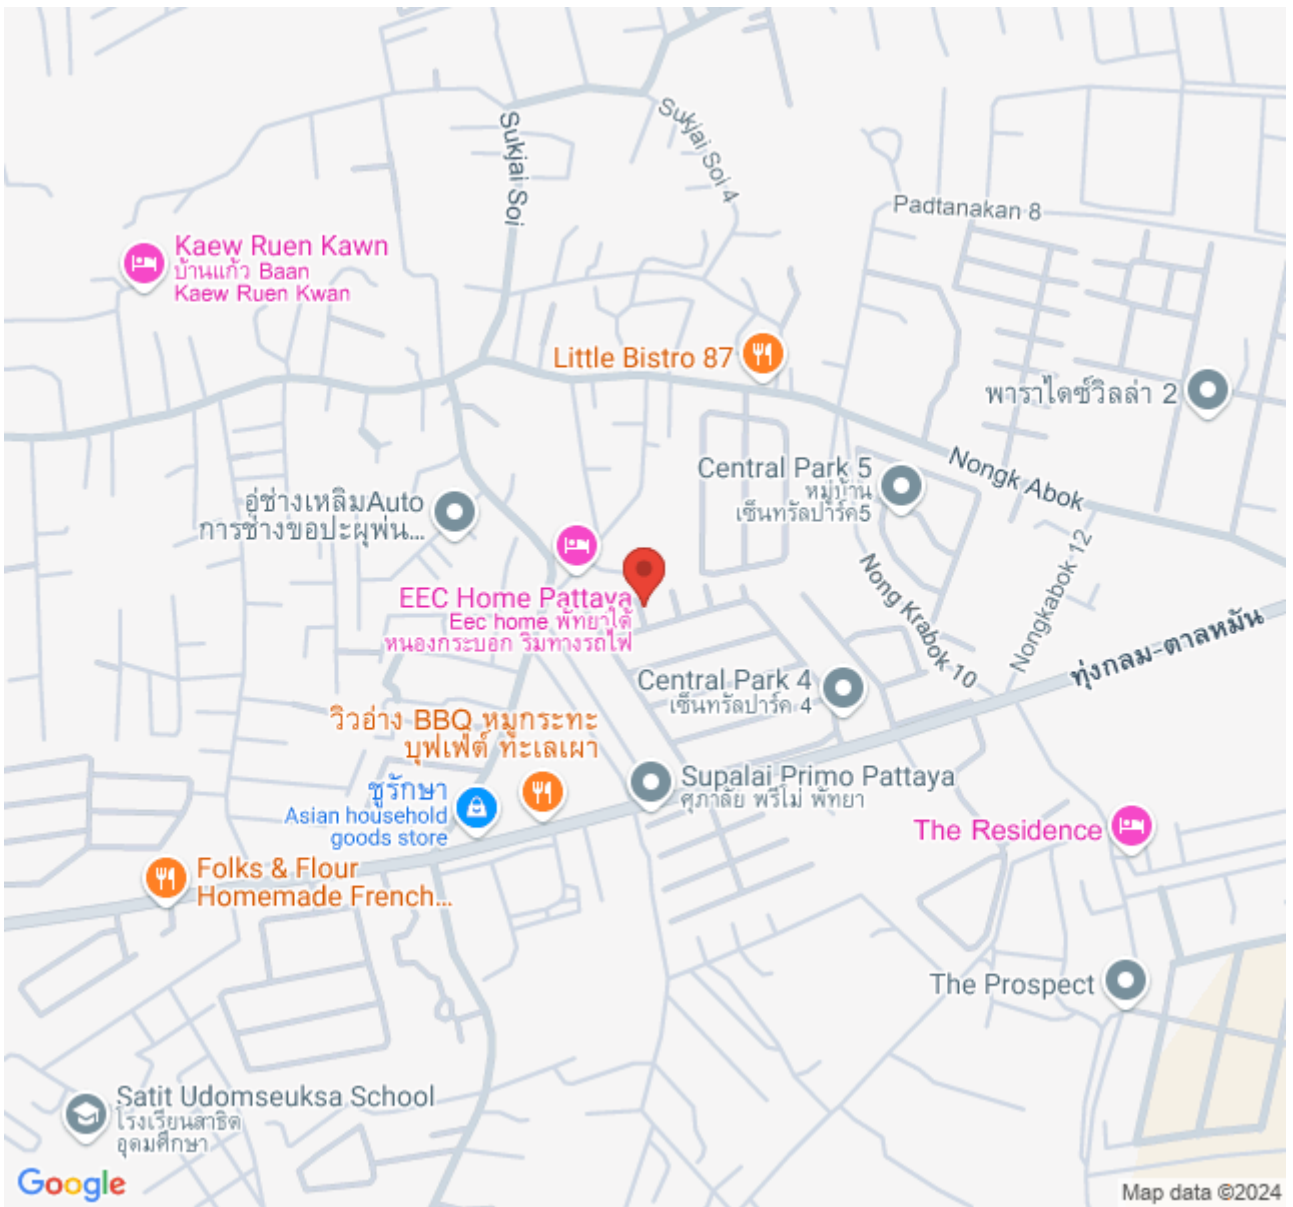 Sukjai Soi
Sukjai Soi 4
Padtanakan 8
Kaew Ruen Kawn
บ้านแก้ว Baan
Kaew Ruen Kwan
Little Bistro 87
พาราไดซ์วิลล่า 2
Central Park 5
หมู่บ้าน
เซ็นทรัลปาร์ค5
Nongk Abok
อู่ช่างเหลิมAuto
การช่างขอปะผุพ่น...
Nong Krabok 10
Nongkabok 12
EEC Home Pattaya
Eec home พัทยาใต้
หนองกระบอก ริมทางรถไฟ
ทุ่งกลม-ตาลหมัน
Central Park 4
เซ็นทรัลปาร์ค 4
วิวอ่าง BBQ หมูกระทะ
บุฟเฟ่ต์ ทะเลเผา
Supalai Primo Pattaya
ศุภาลัย พรีโม่ พัทยา
ชูรักษา
Asian household
goods store
The Residence
Folks & Flour
Homemade French...
The Prospect
Satit Udomseuksa School
โรงเรียนสาธิต
อุดมศึกษา
Google
Map data ©2024